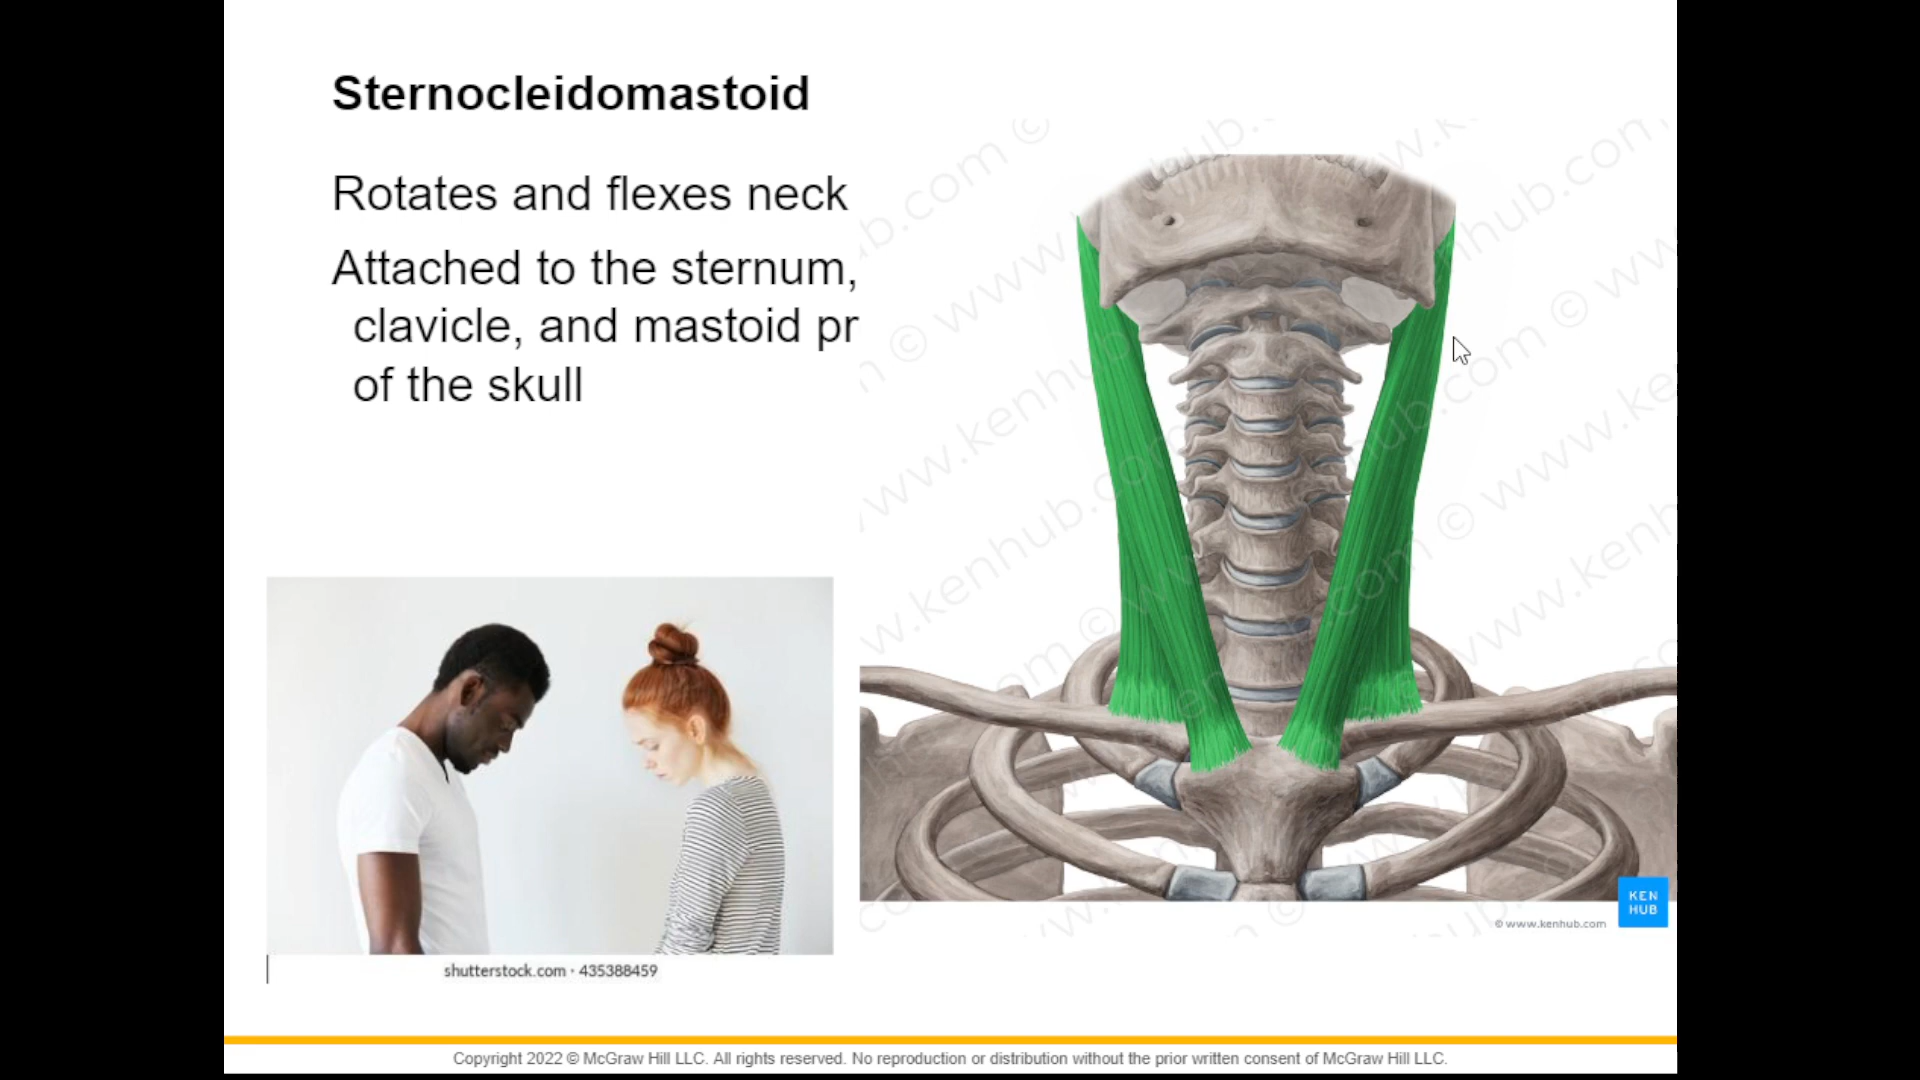 Sternocleidomastoid
Rotates and flexes neck
Attached to the sternum,
clavicle, and mastoid pr
of the skull
shutterstock.com · 435388459
© www.kenhub.com
KEN
HUB
Copyright 2022 © McGraw Hill LLC. All rights reserved. No reproduction or distribution without the prior written consent of McGraw Hill LLC.